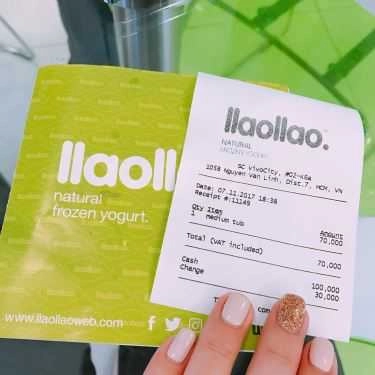 llaollao
natural
frozen yogurt.
www.llaollaoweb.com
llaollao.
NATURAL
FROZEN YOGURT
SC VivoCity, #02-K6a
1058 Nguyen Van Linh, Dist.7, HCM, VN
Date: 07.11.2017 18:38
Receipt #:11149
Qty Item Amount
1 medium tub 70,000
Total (VAT included) 70,000
Cash 100,000
Change 30,000